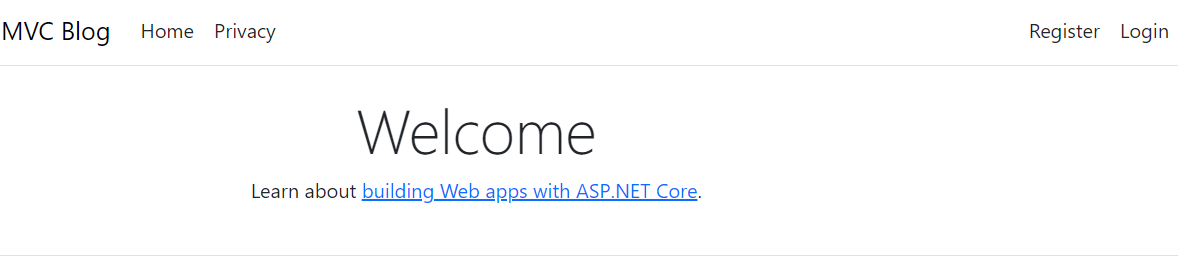 MVC Blog Home Privacy Register Login
Welcome
Learn about building Web apps with ASP.NET Core.